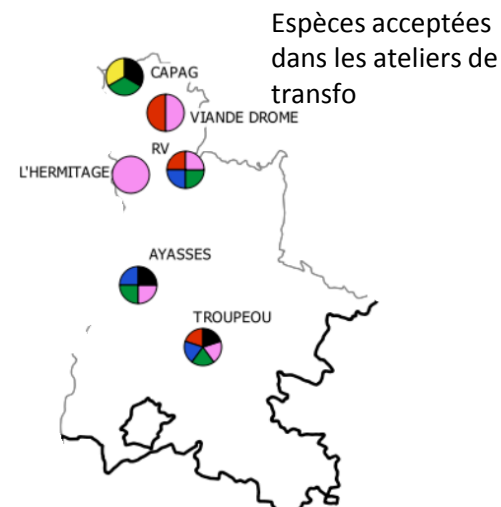 Espèces acceptées
dans les ateliers de
transfo
CAPAG
VIANDE DROME
RV
L'HERMITAGE
AYASSES
TROUPEOU